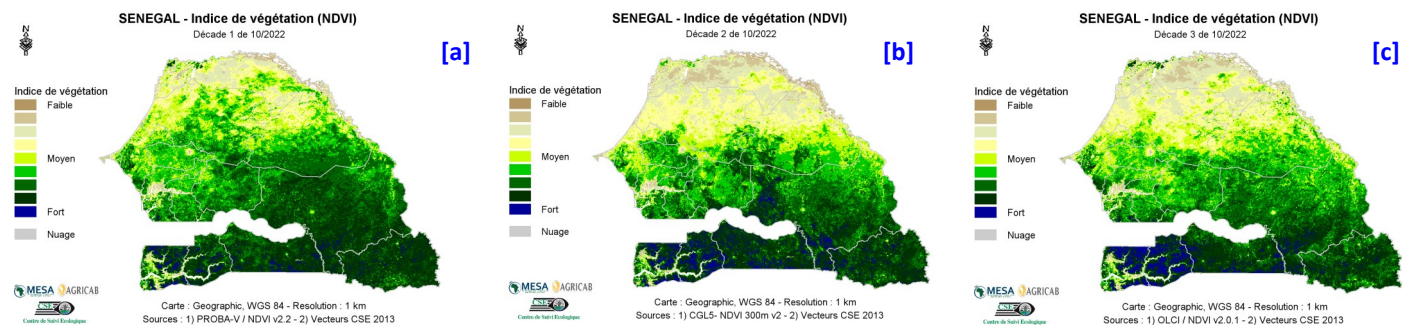 SENEGAL - Indice de végétation (NDVI)
Décade 1 de 10/2022
[a]
N
Indice de végétation
Faible
Moyen
Fort
Nuage
MESA
AGRICAB
CSE
Centre de Suivi Ecologique
Carte : Geographic, WGS 84 - Resolution : 1 km
Sources : 1) PROBA-V / NDVI v2.2 - 2) Vecteurs CSE 2013
SENEGAL - Indice de végétation (NDVI)
Décade 2 de 10/2022
[b]
N
Indice de végétation
Faible
Moyen
Fort
Nuage
MESA
AGRICAB
CSE
Centre de Suivi Ecologique
Carte : Geographic, WGS 84 - Resolution : 1 km
Sources : 1) CGL5- NDVI 300m v2 - 2) Vecteurs CSE 2013
SENEGAL - Indice de végétation (NDVI)
Décade 3 de 10/2022
[c]
N
Indice de végétation
Faible
Moyen
Fort
Nuage
MESA
AGRICAB
CSE
Centre de Suivi Ecologique
Carte : Geographic, WGS 84 - Resolution : 1 km
Sources : 1) OLCI / NDVI v2.0.1 - 2) Vecteurs CSE 2013